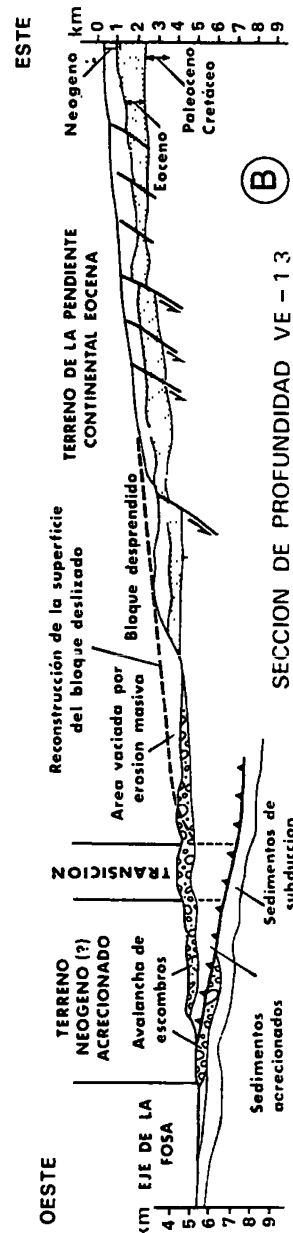 OESTE
ESTE
km
4
5
6
7
8
9
EJE DE LA
FOSA
TERRENO
NEOGENO (?)
ACRECIONADO
Avalancha de
escombros
TRANSICION
Sedimentos
acrecionados
Sedimentos de
subduccion
Reconstrucción de la superficie
del bloque deslizado
Area vaciada por
erosion masiva
Bloque desprendido
TERRENO DE LA PENDIENTE
CONTINENTAL EOCENA
Neogeno
Eoceno
Paleoceno
Cretáceo
km
0
1
2
3
4
5
6
7
8
9
B
SECCION DE PROFUNDIDAD VE - 13